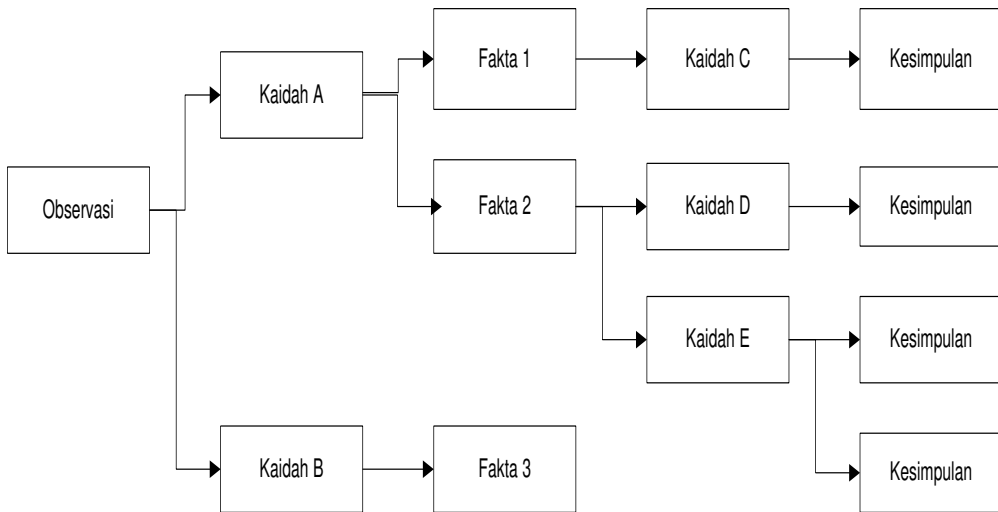 Fakta 1
Kaidah C
Kesimpulan
Kaidah A
Observasi
Fakta 2
Kaidah D
Kesimpulan
Kaidah E
Kesimpulan
Kaidah B
Fakta 3
Kesimpulan